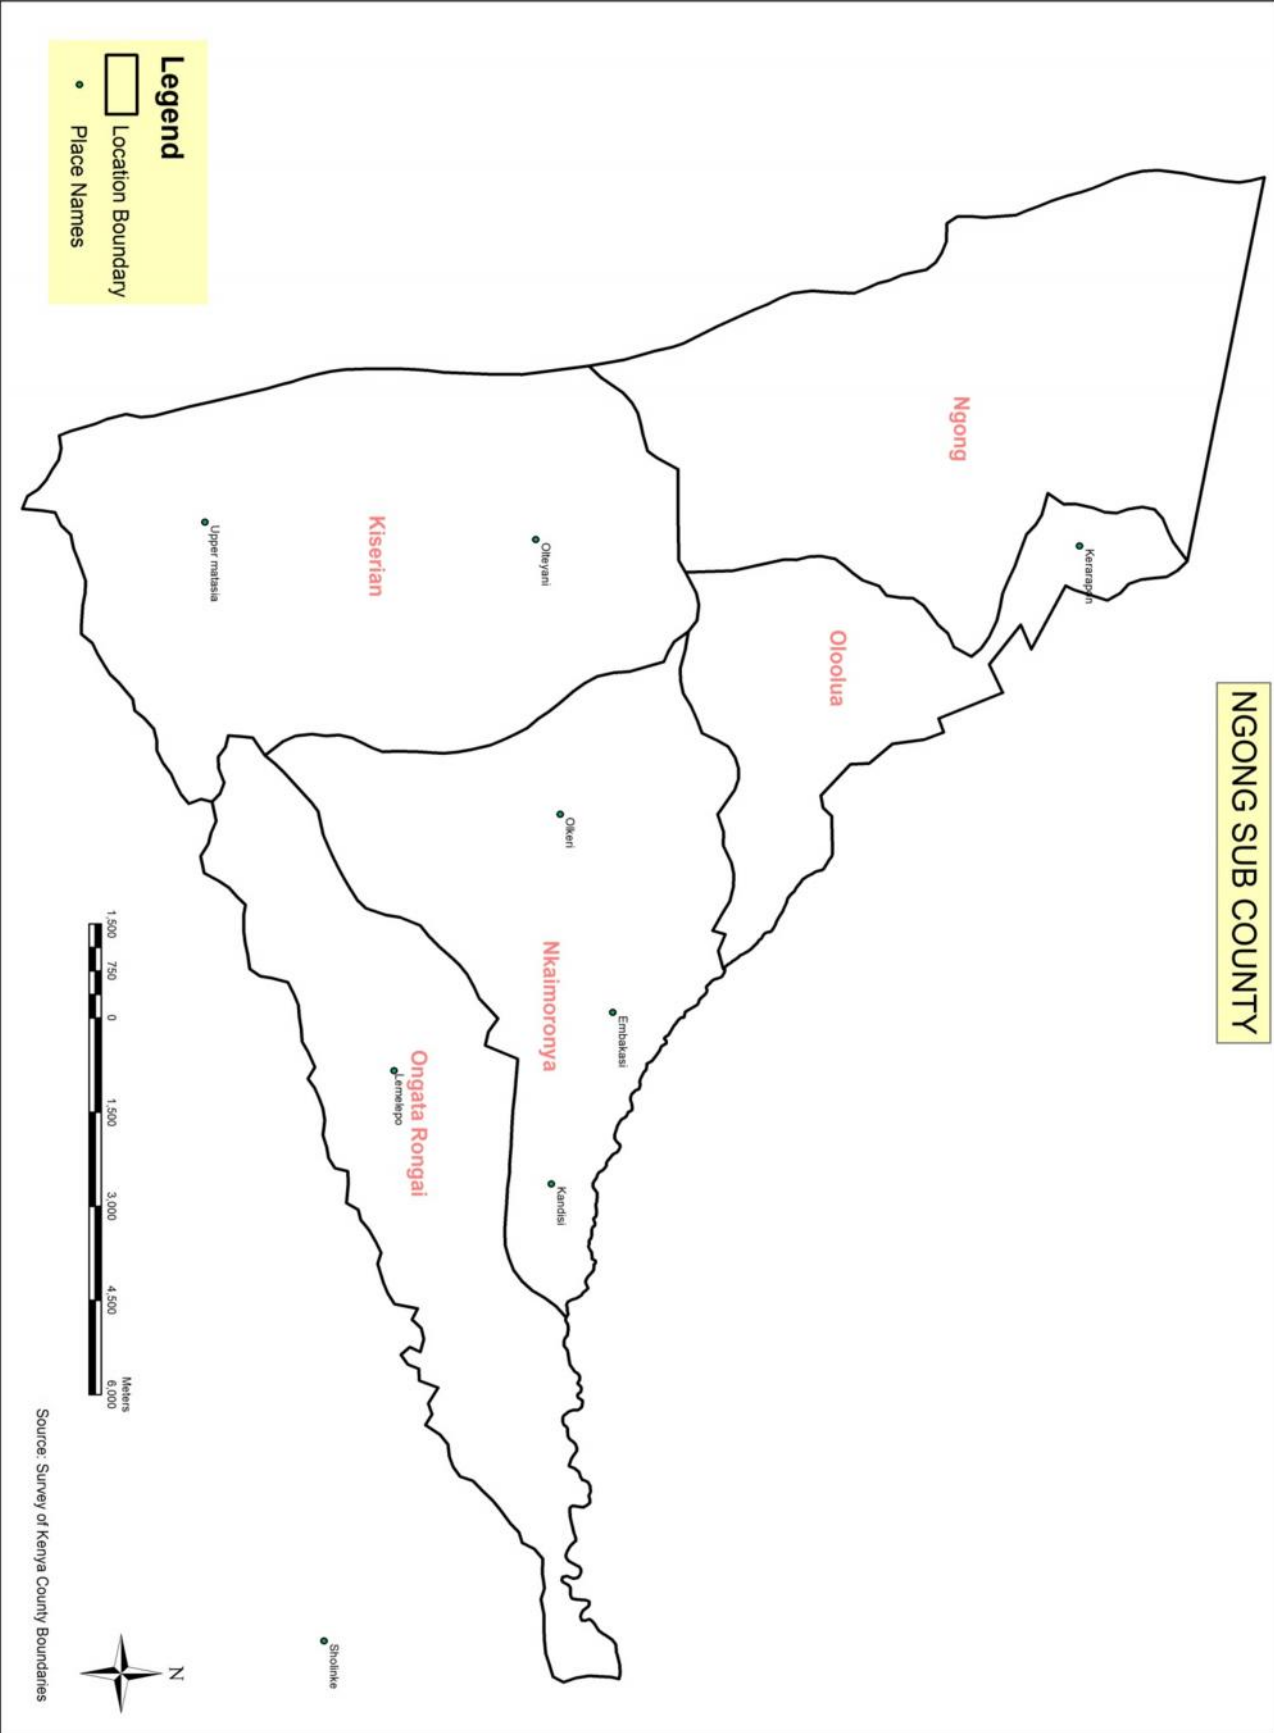 NGONG SUB COUNTY
Kerarapon
Ngong
Oloolua
Olteyani
Kiserian
Upper matasia
Olkeri
Embakasi
Nkaimoronya
Kandisi
Ongata Rongai
Lemelepo
Sholinke
Legend
Location Boundary
Place Names
Meters
1,500 750 0 1,500 3,000 4,500 6,000
N
Source: Survey of Kenya County Boundaries